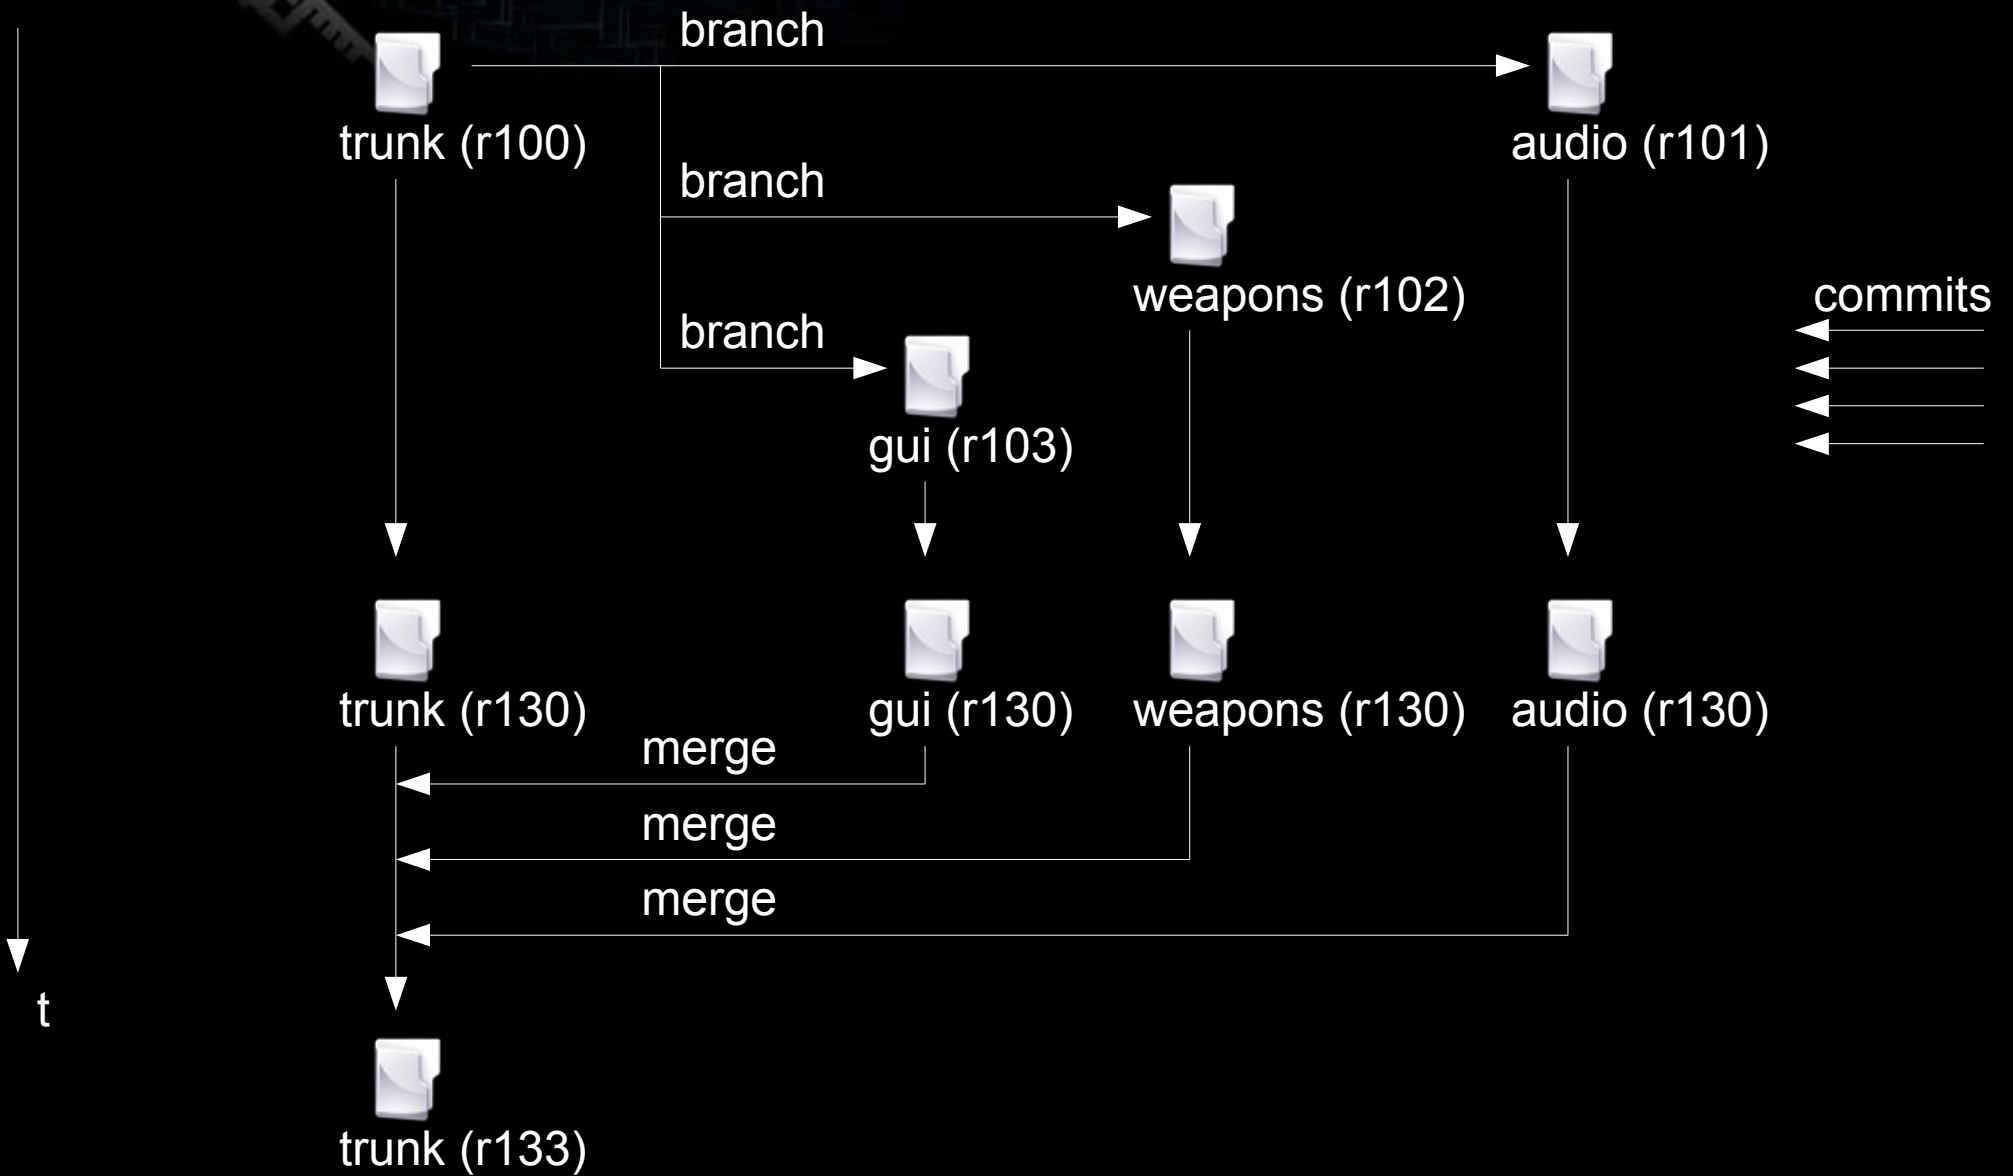 branch
trunk (r100)
audio (r101)
branch
weapons (r102)
commits
branch
gui (r103)
trunk (r130)
gui (r130)
weapons (r130)
audio (r130)
merge
merge
merge
t
trunk (r133)